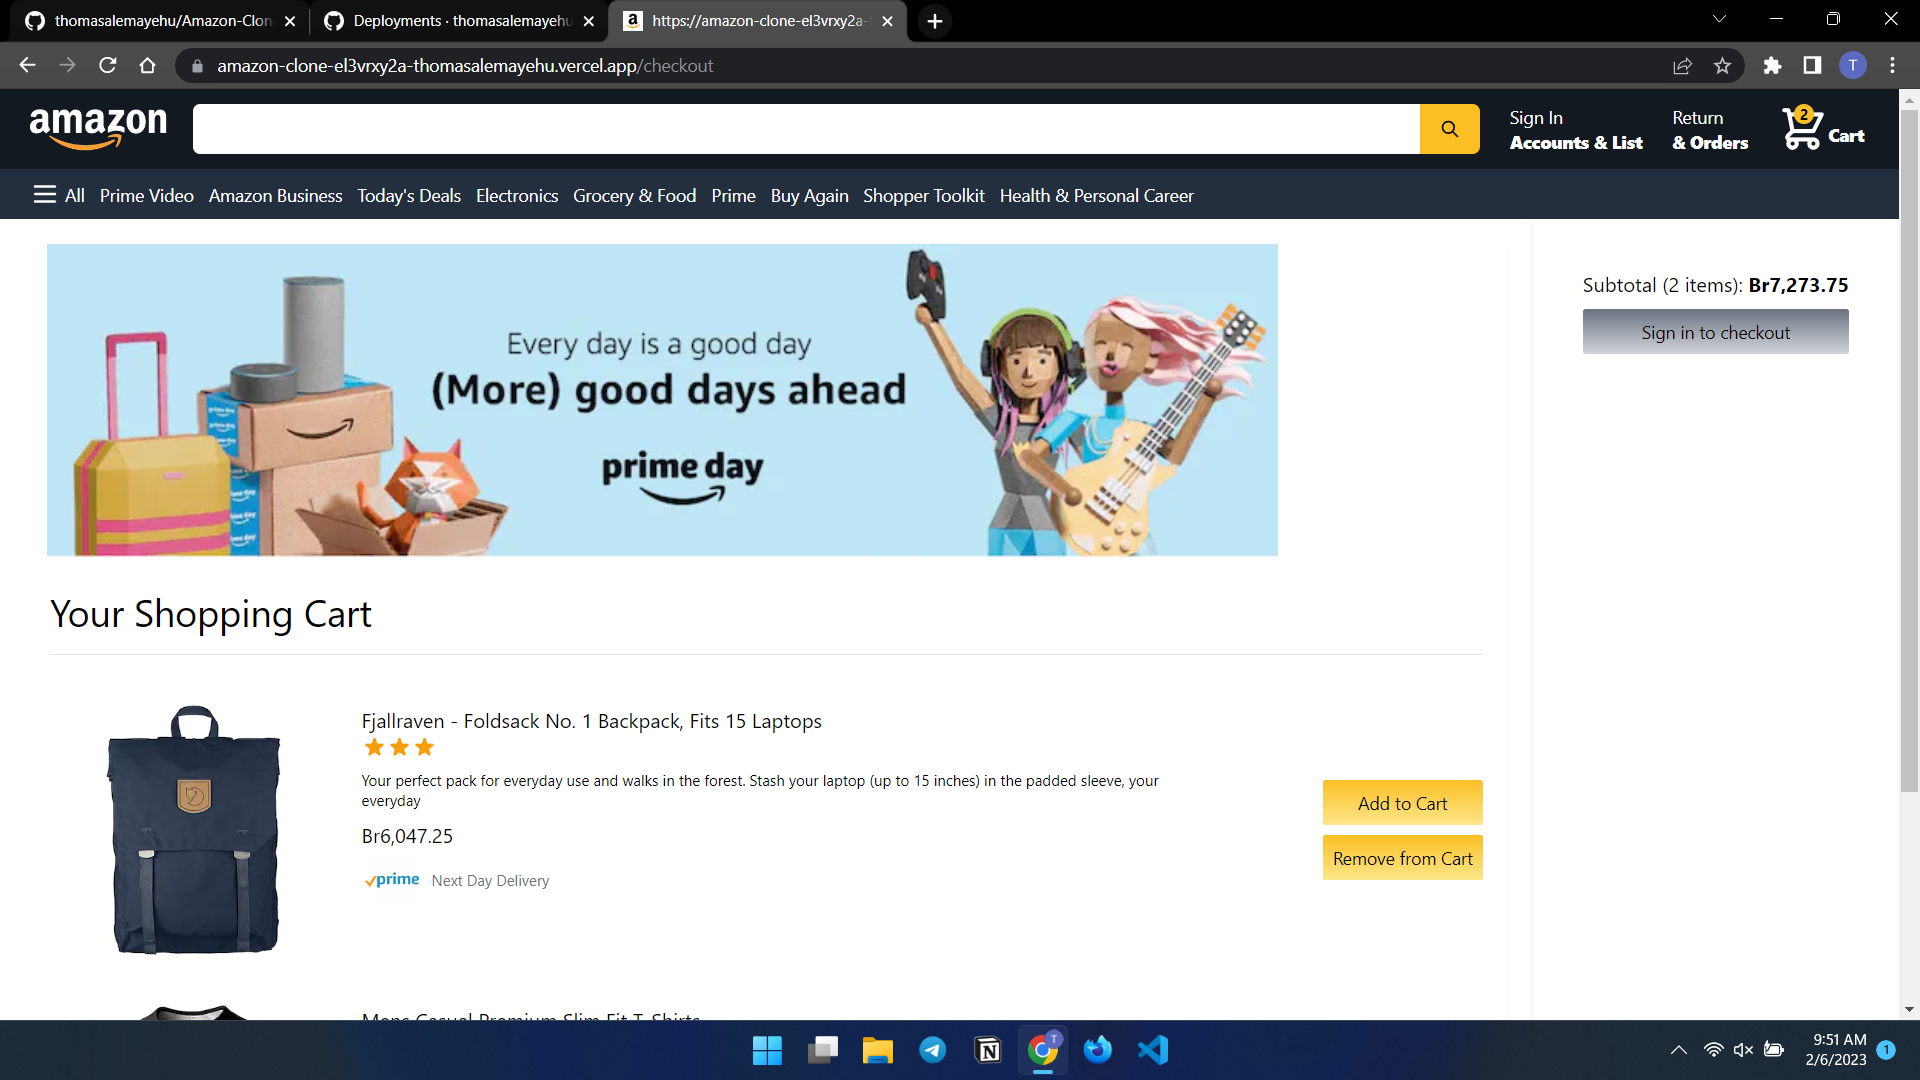 thomasalemayehu/Amazon-Clon
Deployments · thomasalemayehu
https://amazon-clone-el3vrxy2a-t
amazon-clone-el3vrxy2a-thomasalemayehu.vercel.app/checkout
T
amazon
Sign In
Accounts & List
Return
& Orders
2
Cart
All
Prime Video
Amazon Business
Today's Deals
Electronics
Grocery & Food
Prime
Buy Again
Shopper Toolkit
Health & Personal Career
Every day is a good day
(More) good days ahead
prime day
Subtotal (2 items): Br7,273.75
Sign in to checkout
Your Shopping Cart
Fjallraven - Foldsack No. 1 Backpack, Fits 15 Laptops
Your perfect pack for everyday use and walks in the forest. Stash your laptop (up to 15 inches) in the padded sleeve, your
everyday
Br6,047.25
prime Next Day Delivery
Add to Cart
Remove from Cart
Mens Casual Premium Slim Fit T-Shirts
9:51 AM
2/6/2023
1